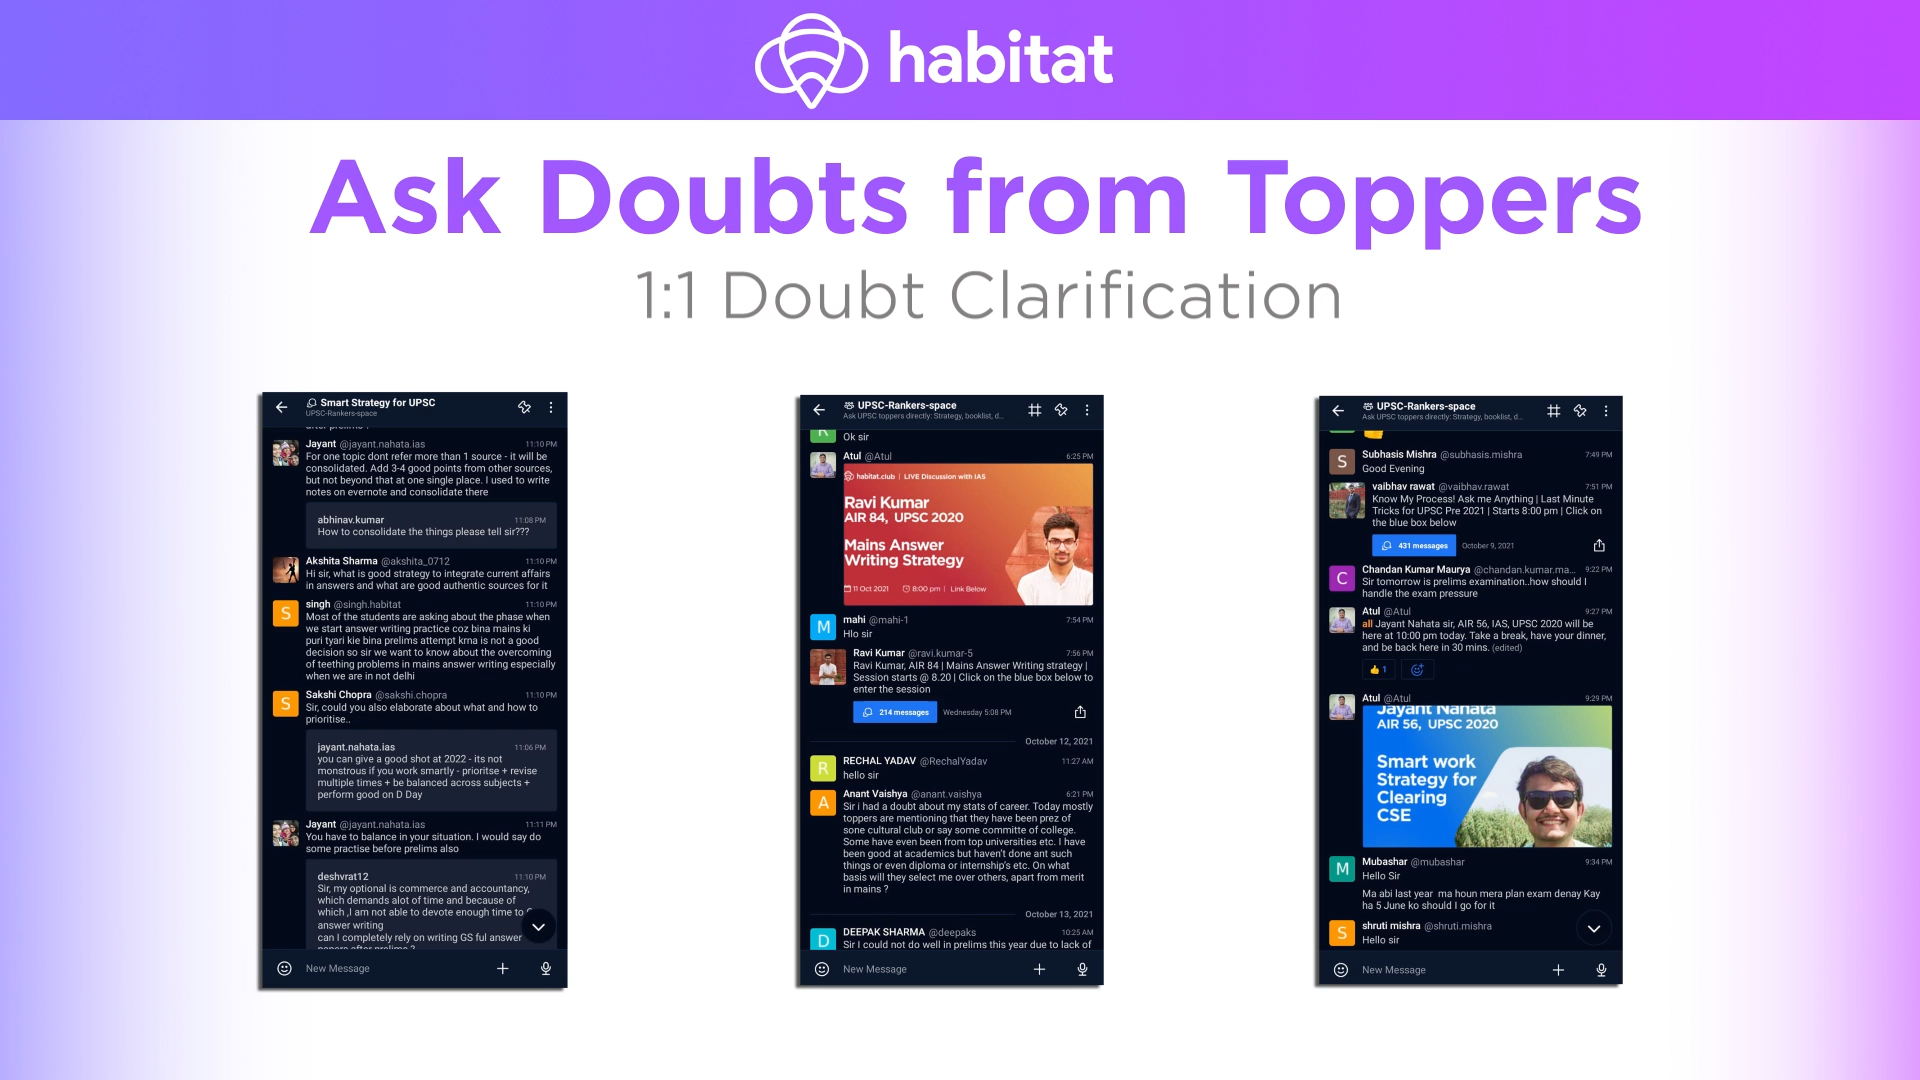 habitat
Ask Doubts from Toppers
1:1 Doubt Clarification
Smart Strategy for UPSC
UPSC-Rankers-space
after prelims ?
Jayant @jayant.nahata.ias 11:10 PM
For one topic dont refer more than 1 source - it will be
consolidated. Add 3-4 good points from other sources,
but not beyond that at one single place. I used to write
notes on evernote and consolidate there
abhinav.kumar 11:08 PM
How to consolidate the things please tell sir???
Akshita Sharma @akshita_0712 11:10 PM
Hi sir, what is good strategy to integrate current affairs
in answers and what are good authentic sources for it
S
singh @singh.habitat 11:10 PM
Most of the students are asking about the phase when
we start answer writing practice coz bina mains ki
puri tyari kie bina prelims attempt krna is not a good
decision so sir we want to know about the overcoming
of teething problems in mains answer writing especially
when we are in not delhi
S
Sakshi Chopra @sakshi.chopra 11:10 PM
Sir, could you also elaborate about what and how to
prioritise..
jayant.nahata.ias 11:06 PM
you can give a good shot at 2022 - its not
monstrous if you work smartly - prioritse + revise
multiple times + be balanced across subjects +
perform good on D Day
Jayant @jayant.nahata.ias 11:11 PM
You have to balance in your situation. I would say do
some practise before prelims also
deshvrat12 11:10 PM
Sir, my optional is commerce and accountancy,
which demands alot of time and because of
which ,I am not able to devote enough time to
answer writing
can I completely rely on writing GS ful answer
papers after prelims ?
New Message
UPSC-Rankers-space
Ask UPSC toppers directly: Strategy, booklist, d...
R
Ok sir
Atul @Atul 6:25 PM
habitat.club | LIVE Discussion with IAS
Ravi Kumar
AIR 84, UPSC 2020
Mains Answer
Writing Strategy
11 Oct 2021 8:00 pm | Link Below
M
mahi @mahi-1 7:54 PM
Hlo sir
Ravi Kumar @ravi.kumar-5 7:56 PM
Ravi Kumar, AIR 84 | Mains Answer Writing strategy |
Session starts @ 8.20 | Click on the blue box below to
enter the session
214 messages Wednesday 5:08 PM
October 12, 2021
R
RECHAL YADAV @RechalYadav 11:27 AM
hello sir
A
Anant Vaishya @anant.vaishya 6:21 PM
Sir i had a doubt about my stats of career. Today mostly
toppers are mentioning that they have been prez of
sone cultural club or say some committe of college.
Some have even been from top universities etc. I have
been good at academics but haven't done ant such
things or even diploma or internship's etc. On what
basis will they select me over others, apart from merit
in mains ?
October 13, 2021
D
DEEPAK SHARMA @deepaks 10:25 AM
Sir I could not do well in prelims this year due to lack of
New Message
UPSC-Rankers-space
Ask UPSC toppers directly: Strategy, booklist, d...
S
Subhasis Mishra @subhasis.mishra 7:49 PM
Good Evening
vaibhav rawat @vaibhav.rawat 7:51 PM
Know My Process! Ask me Anything | Last Minute
Tricks for UPSC Pre 2021 | Starts 8:00 pm | Click on
the blue box below
431 messages October 9, 2021
C
Chandan Kumar Maurya @chandan.kumar.ma... 9:22 PM
Sir tomorrow is prelims examination..how should I
handle the exam pressure
Atul @Atul 9:27 PM
all Jayant Nahata sir, AIR 56, IAS, UPSC 2020 will be
here at 10:00 pm today. Take a break, have your dinner,
and be back here in 30 mins. (edited)
1
Atul @Atul 9:29 PM
Jayant Nahata
AIR 56, UPSC 2020
Smart work
Strategy for
Clearing
CSE
M
Mubashar @mubashar 9:34 PM
Hello Sir
Ma abi last year ma houn mera plan exam denay Kay
ha 5 June ko should I go for it
S
shruti mishra @shruti.mishra
Hello sir
New Message